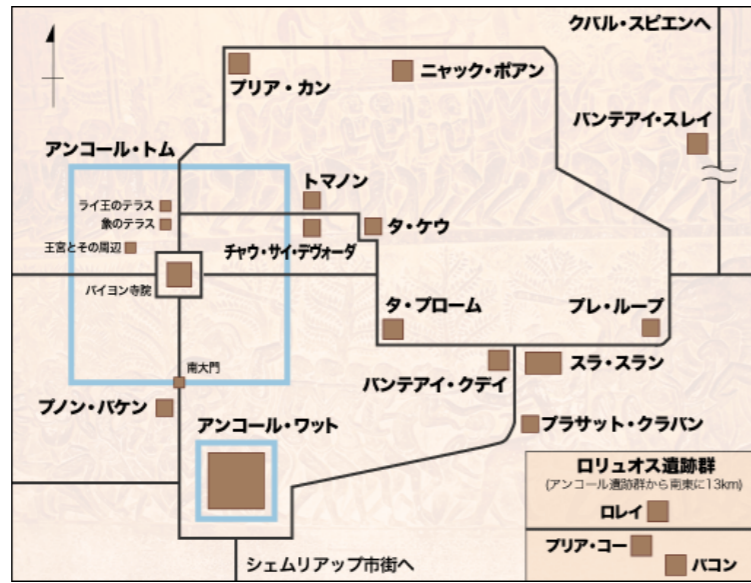 クバル・スピエンへ
プリア・カン
ニャック・ポアン
バンテアイ・スレイ
アンコール・トム
トマノン
ライ王のテラス
象のテラス
タ・ケウ
王宮とその周辺
チャウ・サイ・デヴォーダ
バイヨン寺院
タ・プローム
プレ・ループ
南大門
スラ・スラン
バンテアイ・クデイ
プノン・バケン
アンコール・ワット
プラサット・クラバン
ロリュオス遺跡群
(アンコール遺跡群から南東に13km)
ロレイ
プリア・コー
バコン
シェムリアップ市街へ